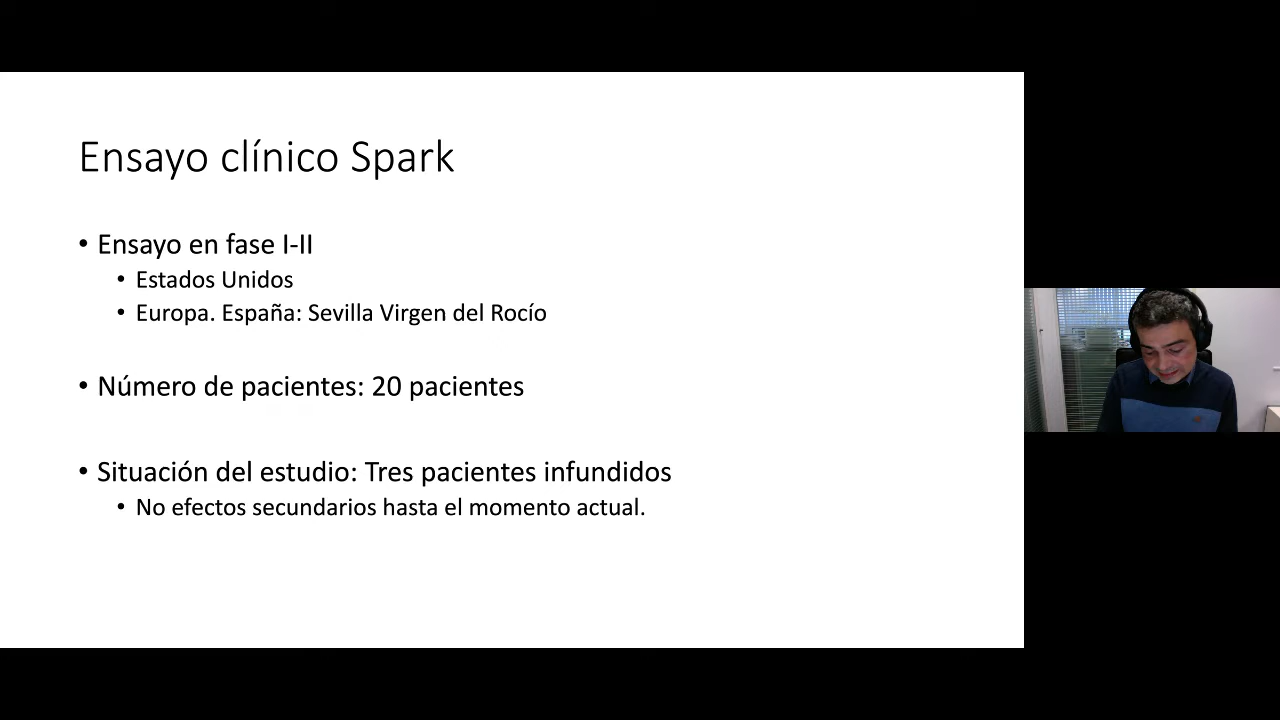 Ensayo clínico Spark
• Ensayo en fase I-II
• Estados Unidos
• Europa. España: Sevilla Virgen del Rocío
• Número de pacientes: 20 pacientes
• Situación del estudio: Tres pacientes infundidos
• No efectos secundarios hasta el momento actual.